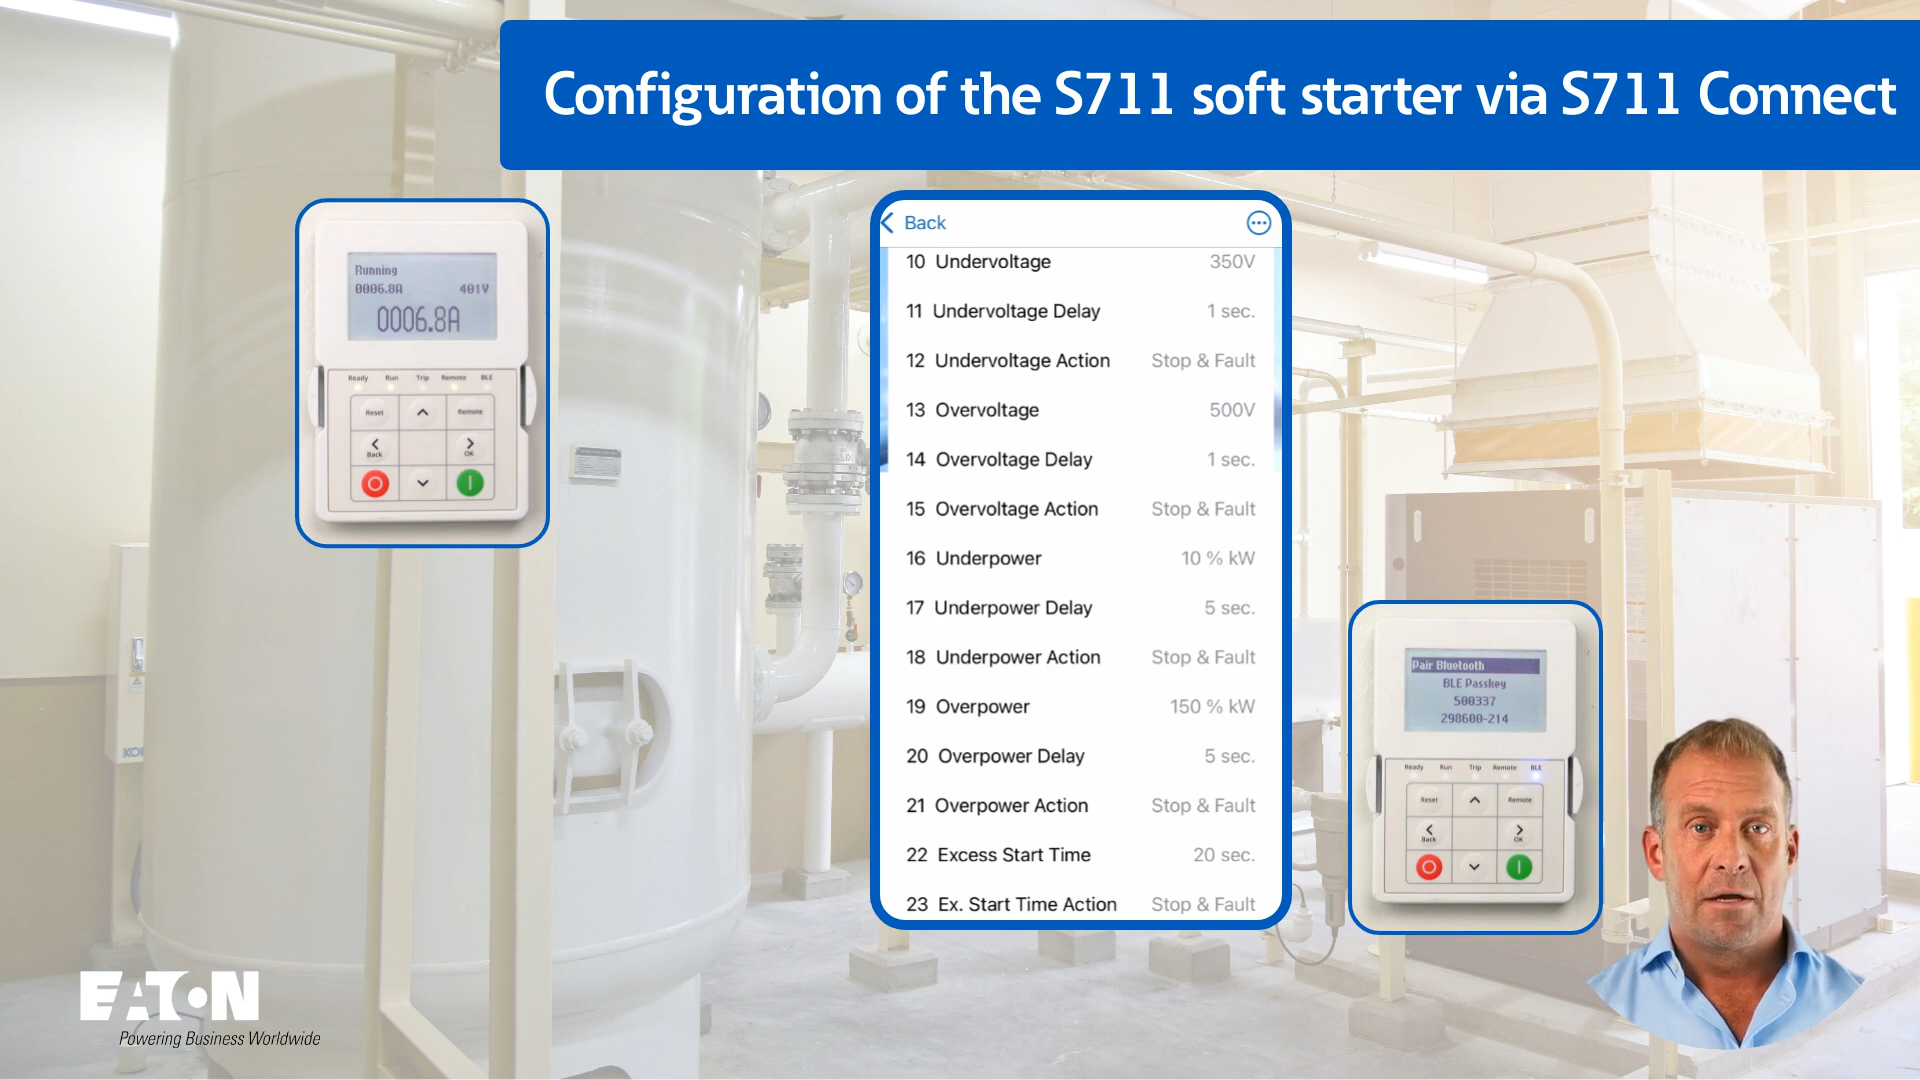 Configuration of the S711 soft starter via S711 Connect
Running
0006.8A 401V
0006.8A
Ready Run Trip Remote BLE
Reset Remote
Back OK
Back
10 Undervoltage 350V
11 Undervoltage Delay 1 sec.
12 Undervoltage Action Stop & Fault
13 Overvoltage 500V
14 Overvoltage Delay 1 sec.
15 Overvoltage Action Stop & Fault
16 Underpower 10 % kW
17 Underpower Delay 5 sec.
18 Underpower Action Stop & Fault
19 Overpower 150 % kW
20 Overpower Delay 5 sec.
21 Overpower Action Stop & Fault
22 Excess Start Time 20 sec.
23 Ex. Start Time Action Stop & Fault
Pair Bluetooth
BLE Passkey
500337
298600-214
Ready Run Trip Remote BLE
Reset Remote
Back OK
EATON
Powering Business Worldwide